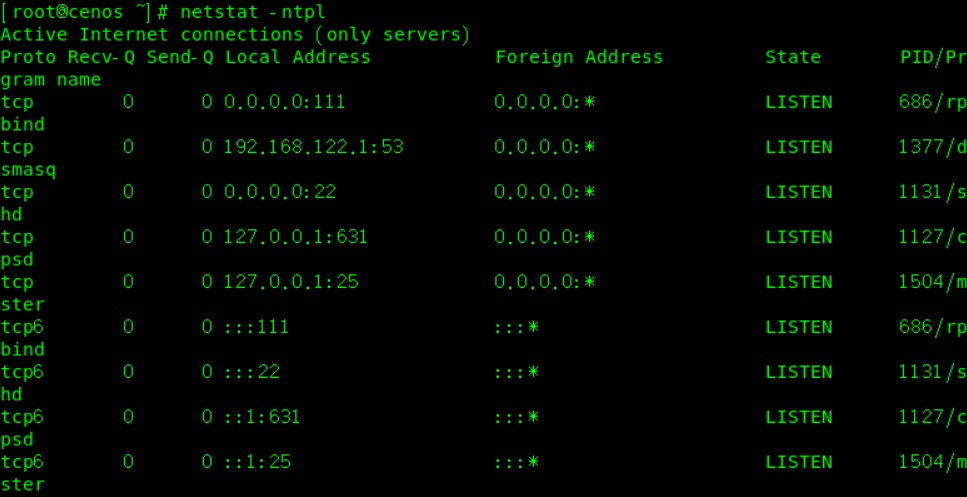 [root@cenos ~]# netstat -ntpl
Active Internet connections (only servers)
Proto Recv-Q Send-Q Local Address           Foreign Address         State       PID/Pr
gram name
tcp        0      0 0.0.0.0:111             0.0.0.0:*               LISTEN      686/rp
bind
tcp        0      0 192.168.122.1:53        0.0.0.0:*               LISTEN      1377/d
smasq
tcp        0      0 0.0.0.0:22              0.0.0.0:*               LISTEN      1131/s
hd
tcp        0      0 127.0.0.1:631           0.0.0.0:*               LISTEN      1127/c
psd
tcp        0      0 127.0.0.1:25            0.0.0.0:*               LISTEN      1504/m
ster
tcp6       0      0 :::111                  :::*                    LISTEN      686/rp
bind
tcp6       0      0 :::22                   :::*                    LISTEN      1131/s
hd
tcp6       0      0 ::1:631                 :::*                    LISTEN      1127/c
psd
tcp6       0      0 ::1:25                  :::*                    LISTEN      1504/m
ster